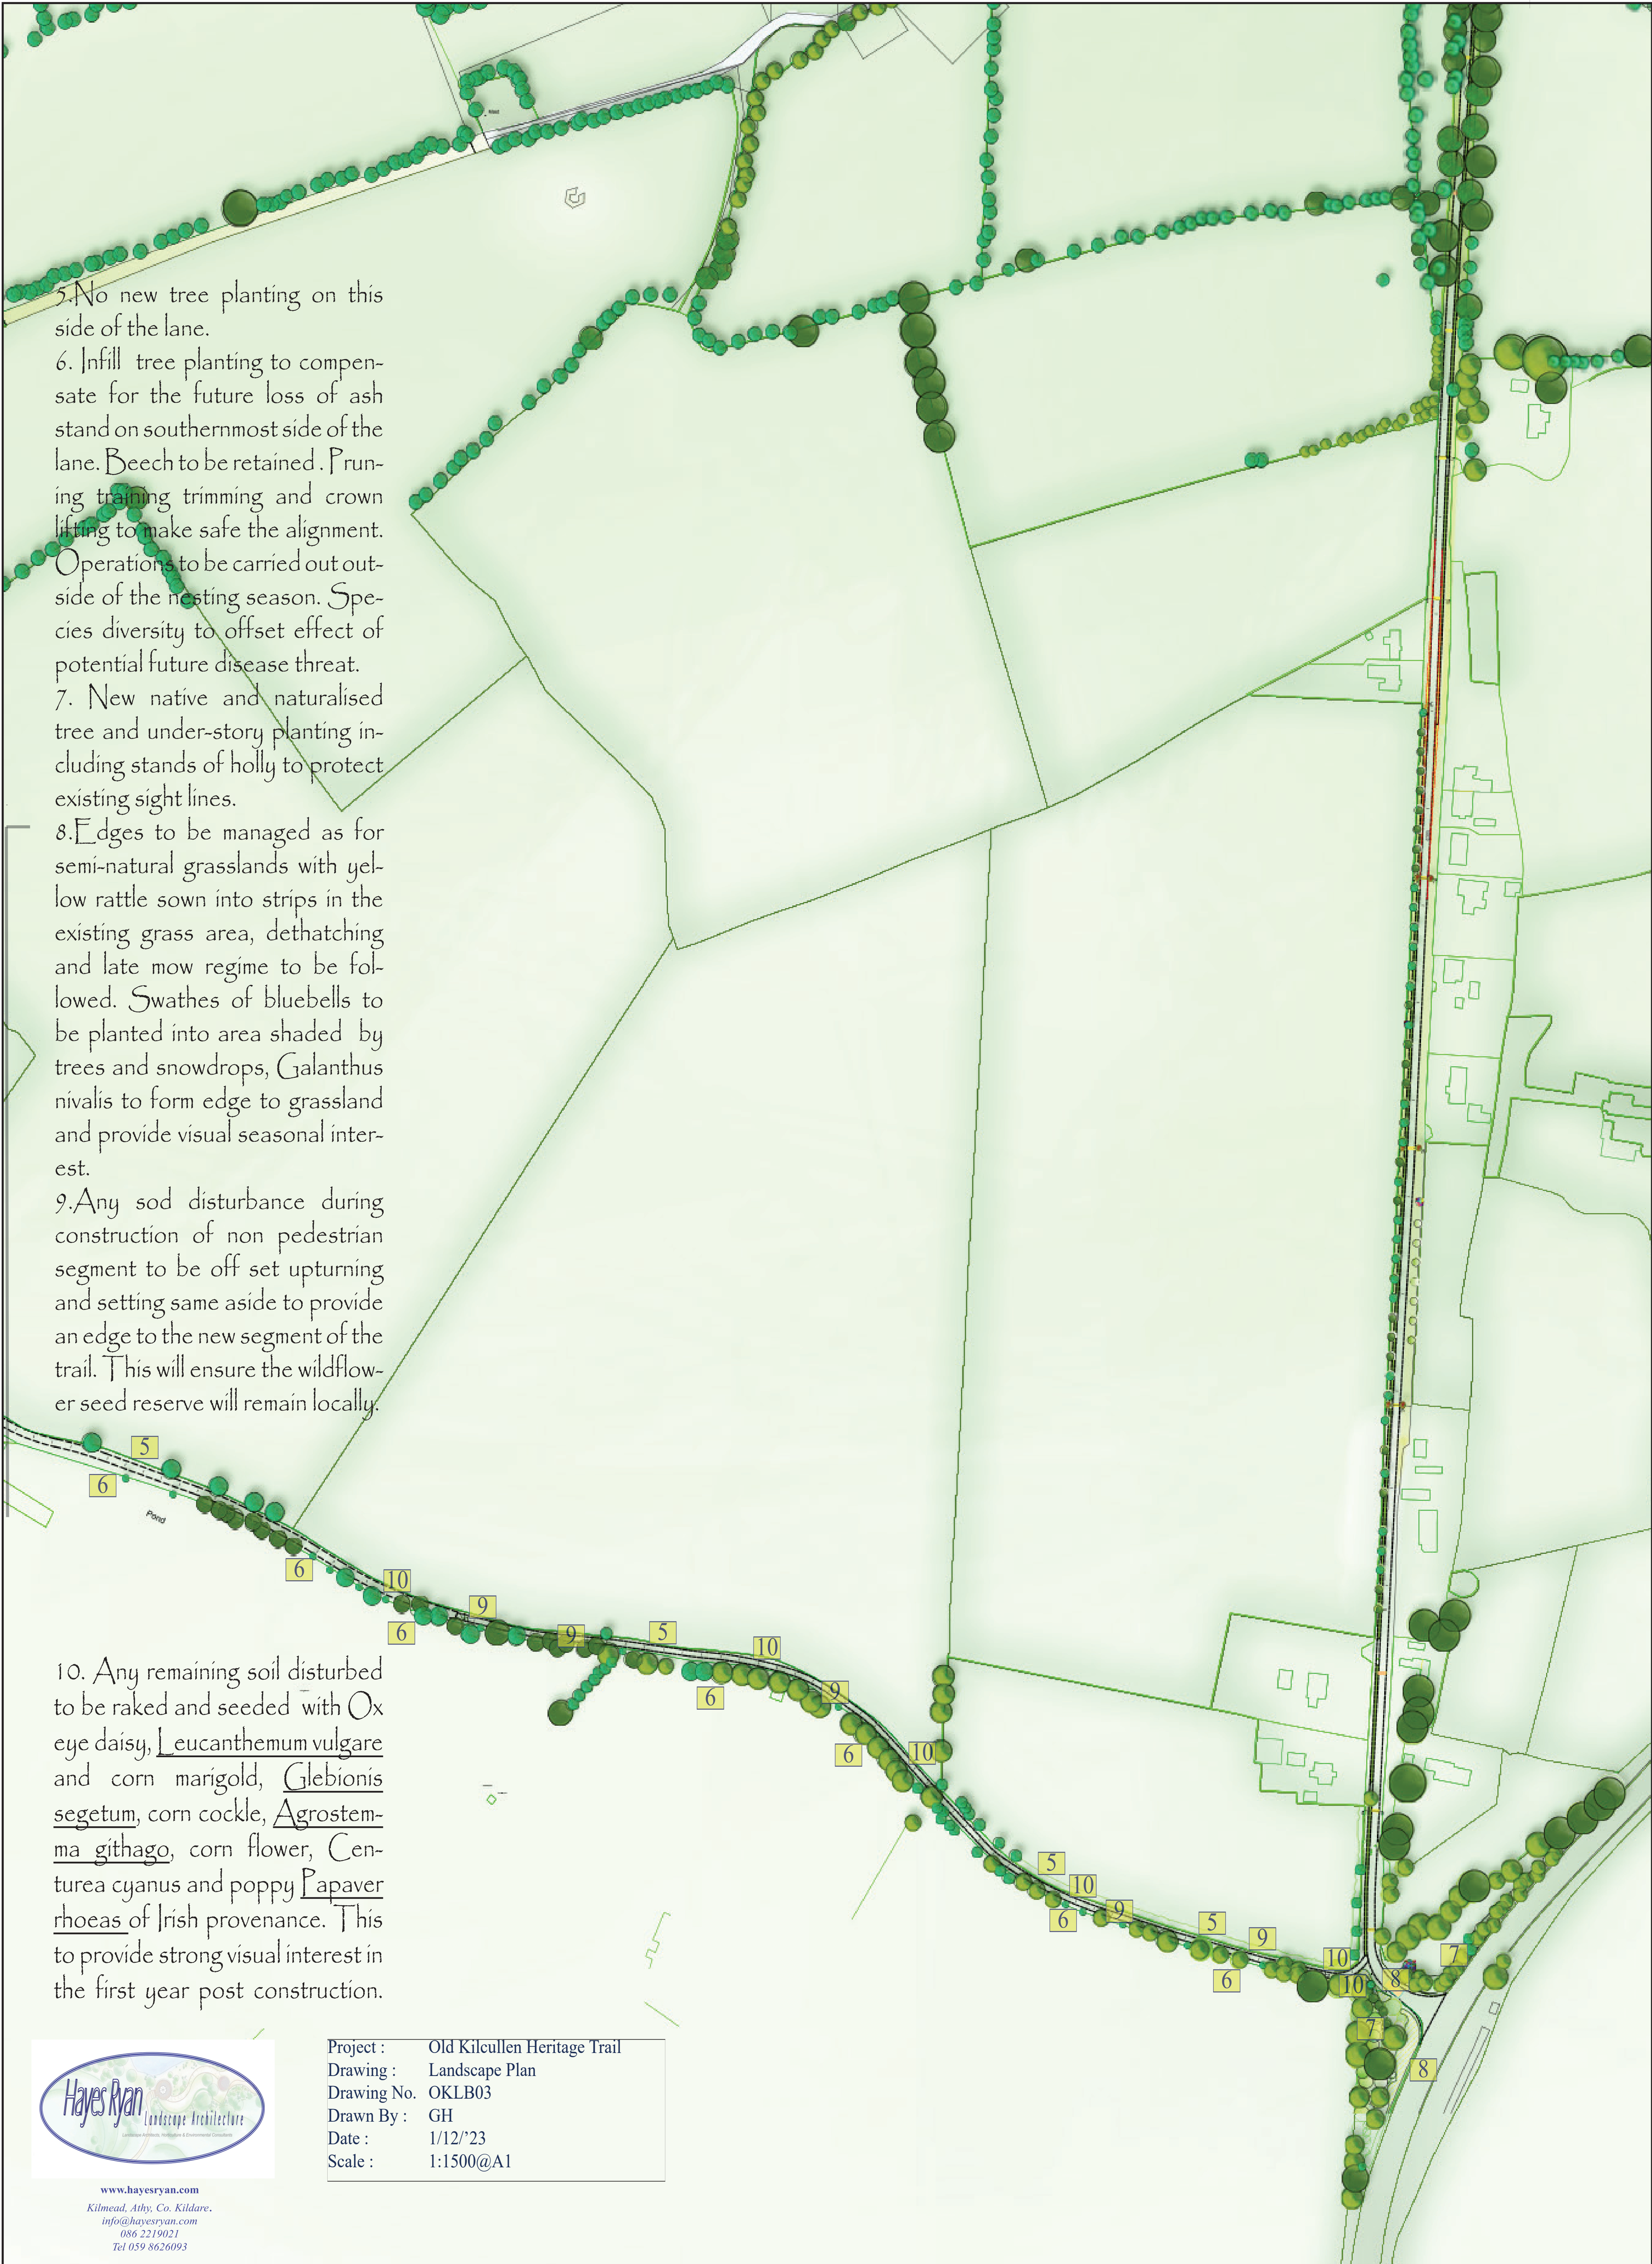 Mast
5.No new tree planting on this
side of the lane.
6. Infill tree planting to compen-
sate for the future loss of ash
stand on southernmost side of the
lane. Beech to be retained . Prun-
ing training trimming and crown
lifting to make safe the alignment.
Operations to be carried out out-
side of the nesting season. Spe-
cies diversity to offset effect of
potential future disease threat.
7. New native and naturalised
tree and under-story planting in-
cluding stands of holly to protect
existing sight lines.
8.Edges to be managed as for
semi-natural grasslands with yel-
low rattle sown into strips in the
existing grass area, dethatching
and late mow regime to be fol-
lowed. Swathes of bluebells to
be planted into area shaded by
trees and snowdrops, Galanthus
nivalis to form edge to grassland
and provide visual seasonal inter-
est.
9.Any sod disturbance during
construction of non pedestrian
segment to be off set upturning
and setting same aside to provide
an edge to the new segment of the
trail. This will ensure the wildflow-
er seed reserve will remain locally.
5
6
Pond
6
10
9
6
9
5
10
6
9
6
10
5
10
9
6
5
9
6
10
10
8
7
7
8
10. Any remaining soil disturbed
to be raked and seeded with Ox
eye daisy, Leucanthemum vulgare
and corn marigold, Glebionis
segetum, corn cockle, Agrostem-
ma githago, corn flower, Cen-
turea cyanus and poppy Papaver
rhoeas of Irish provenance. This
to provide strong visual interest in
the first year post construction.
Hayes Ryan
Landscape Architecture
Landscape Architects, Horticulture & Environmental Consultants
www.hayesryan.com
Kilmead, Athy, Co. Kildare.
info@hayesryan.com
086 2219021
Tel 059 8626093
Project : Old Kilcullen Heritage Trail
Drawing : Landscape Plan
Drawing No. OKLB03
Drawn By : GH
Date : 1/12/'23
Scale : 1:1500@A1